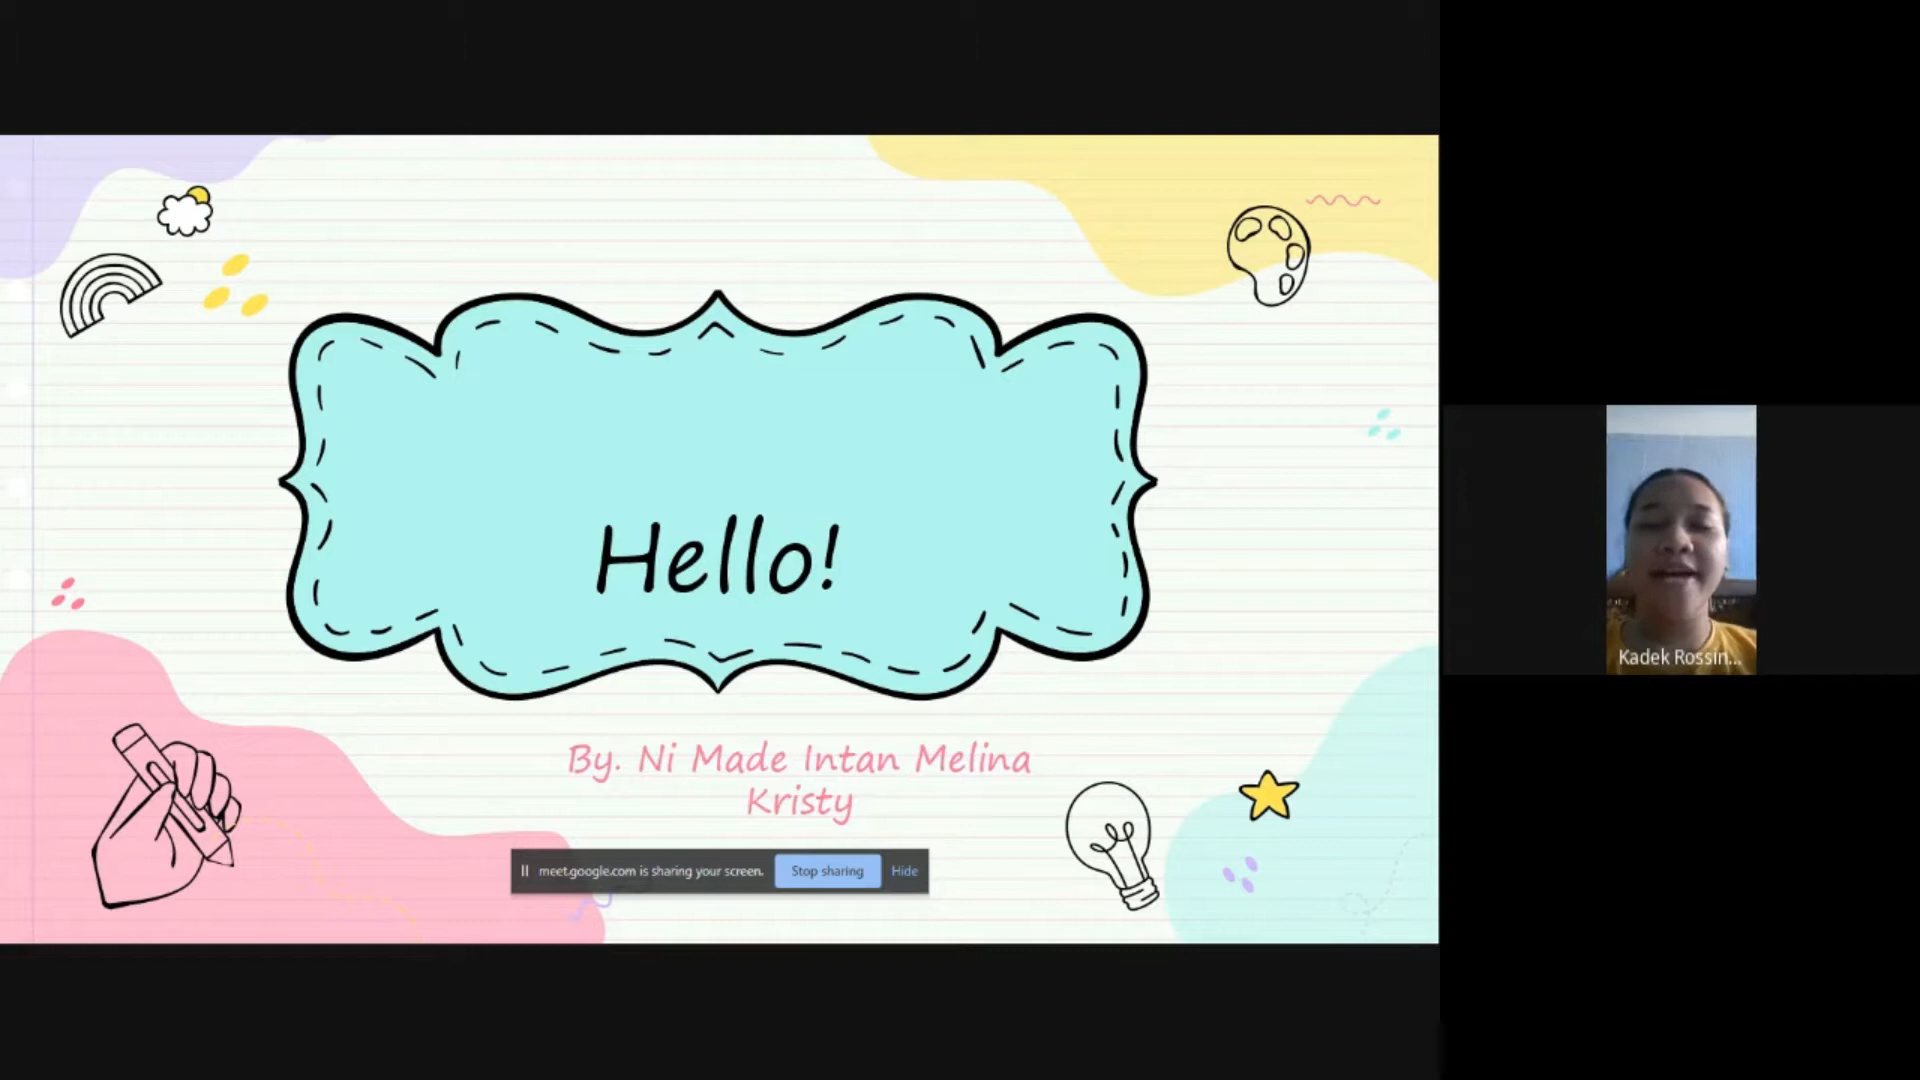 Hello!
By. Ni Made Intan Melina
Kristy
meet.google.com is sharing your screen. Stop sharing Hide
Kadek Rossin...